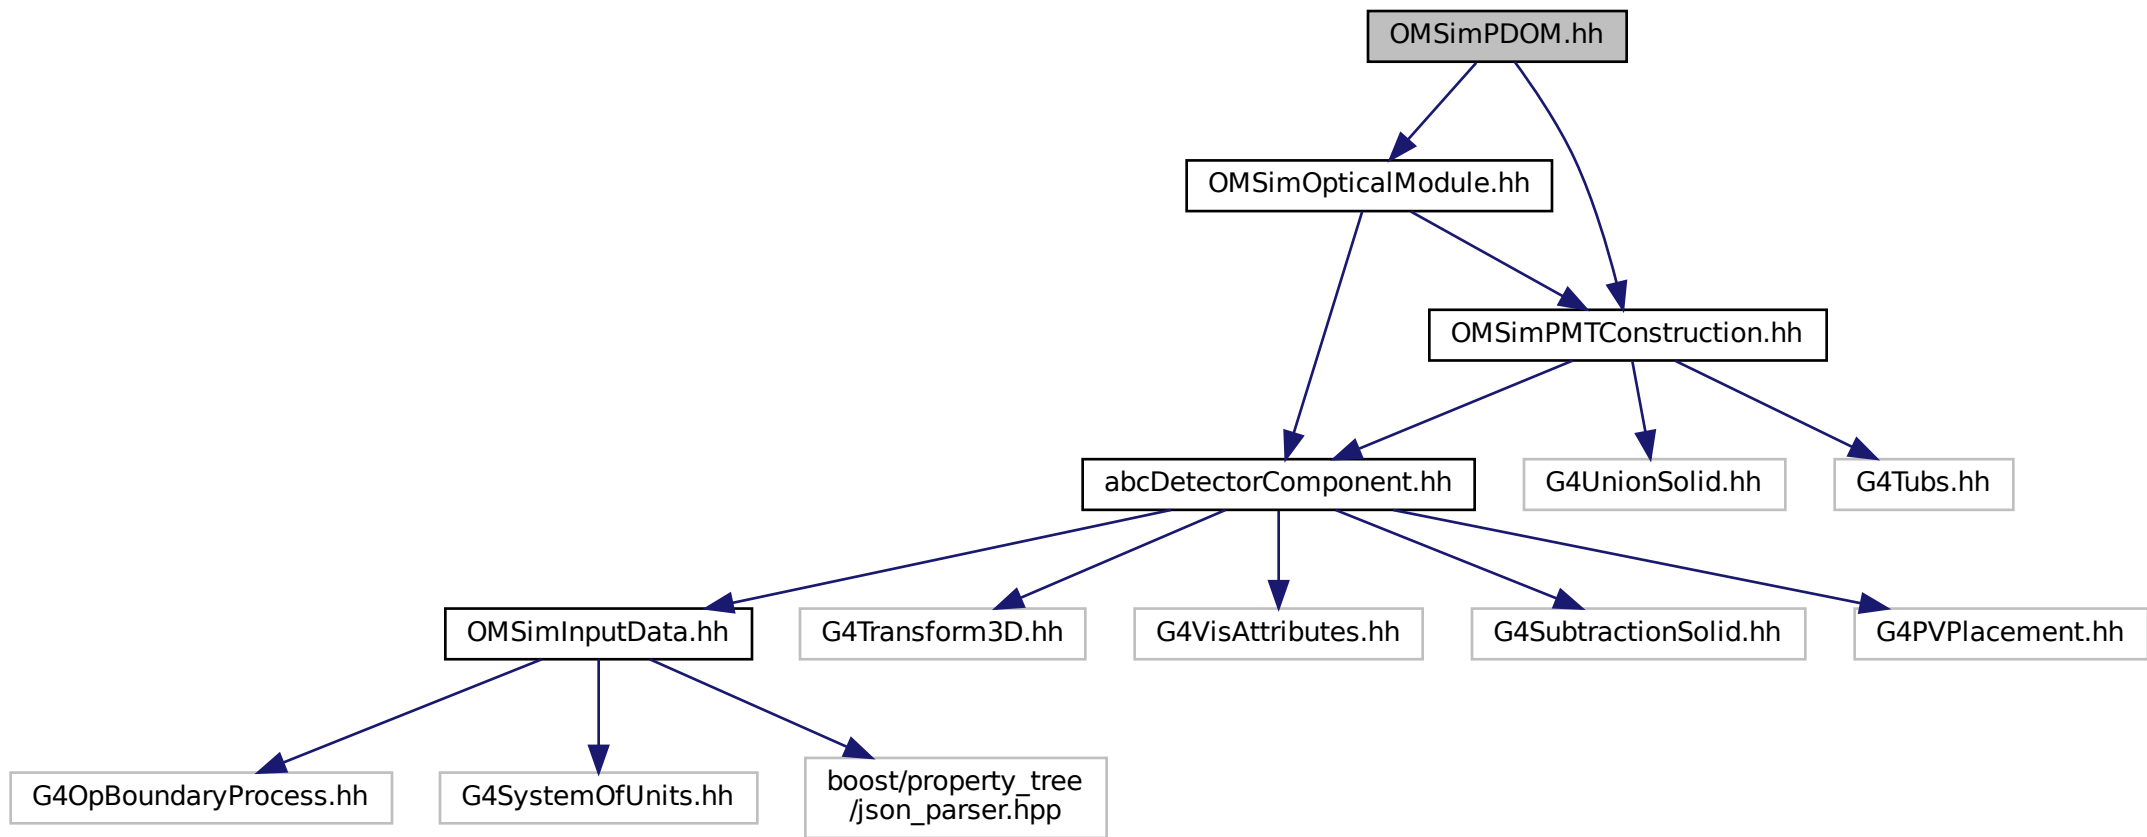 OMSimPDOM.hh
OMSimOpticalModule.hh
OMSimPMTConstruction.hh
abcDetectorComponent.hh
G4UnionSolid.hh
G4Tubs.hh
OMSimInputData.hh
G4Transform3D.hh
G4VisAttributes.hh
G4SubtractionSolid.hh
G4PVPlacement.hh
G4OpBoundaryProcess.hh
G4SystemOfUnits.hh
boost/property_tree
/json_parser.hpp